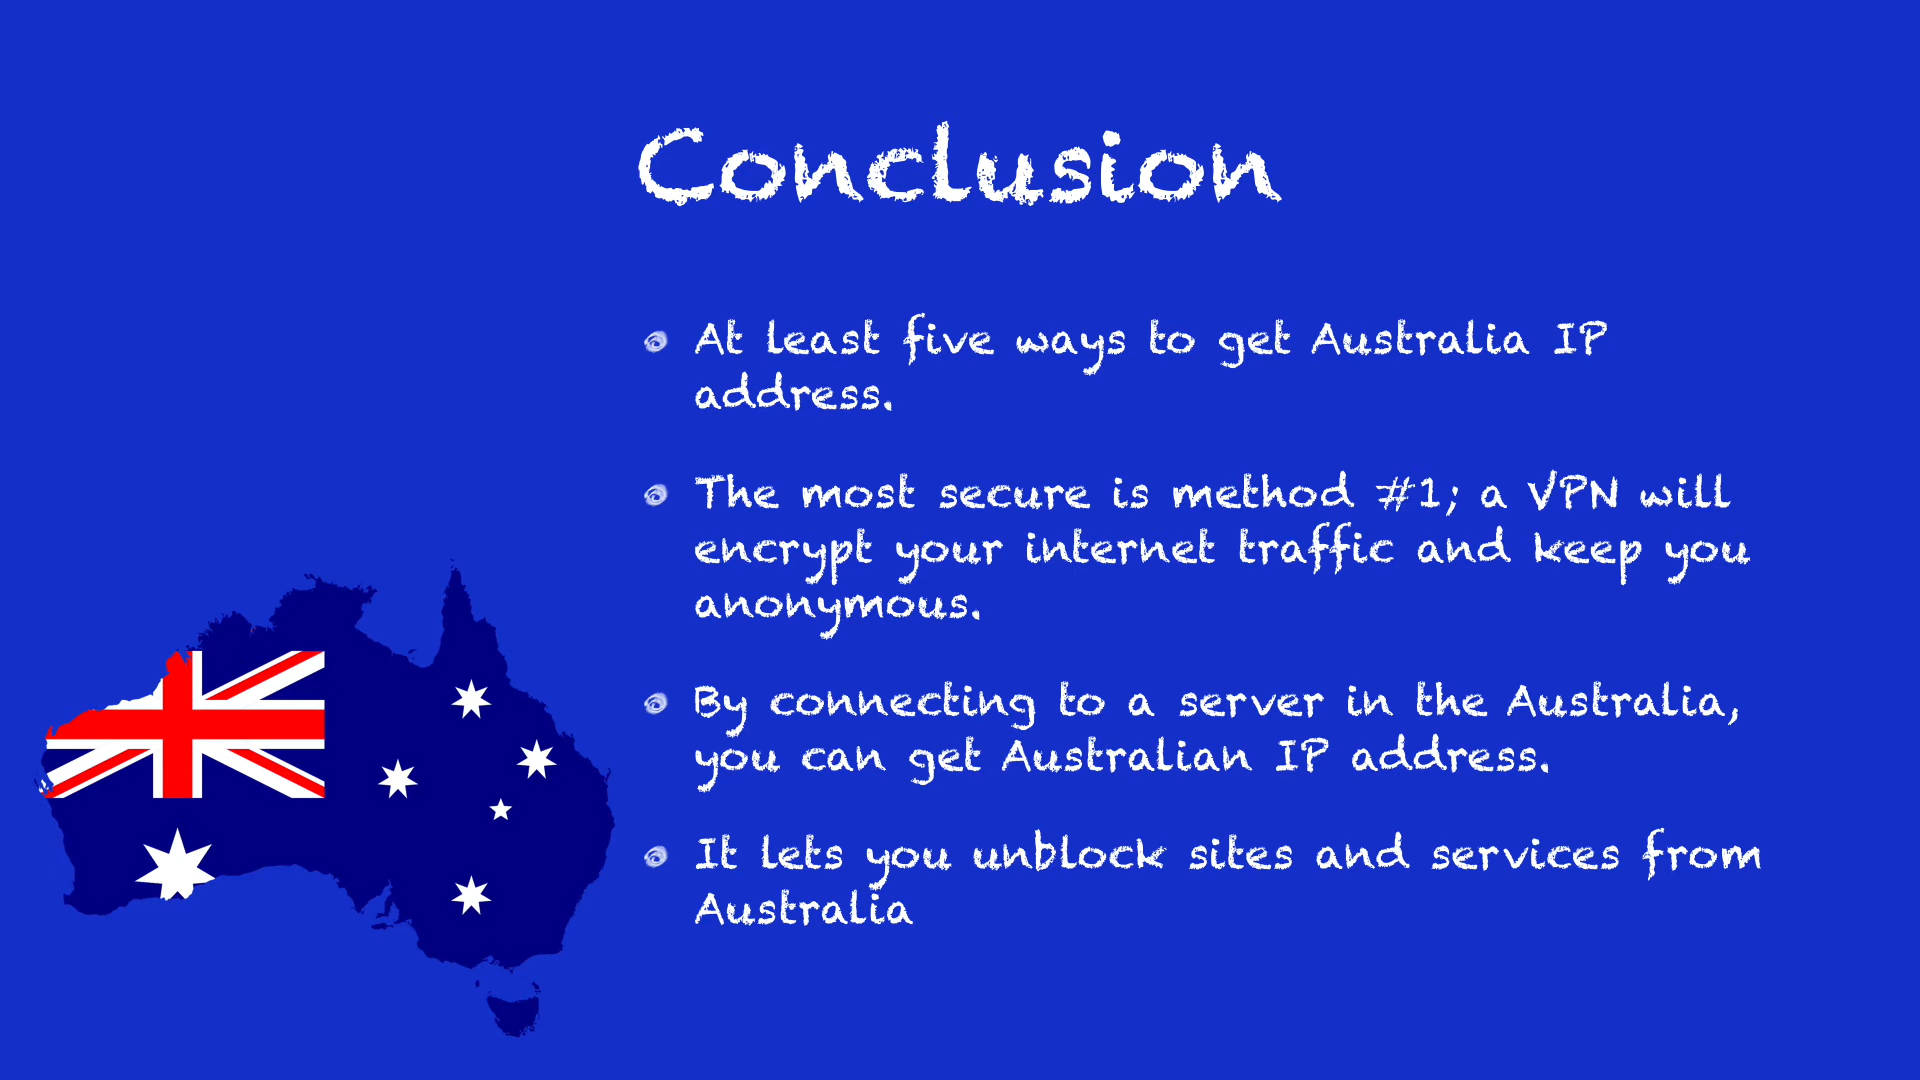 Conclusion
At least five ways to get Australia IP
address.
The most secure is method #1; a VPN will
encrypt your internet traffic and keep you
anonymous.
By connecting to a server in the Australia,
you can get Australian IP address.
It lets you unblock sites and services from
Australia